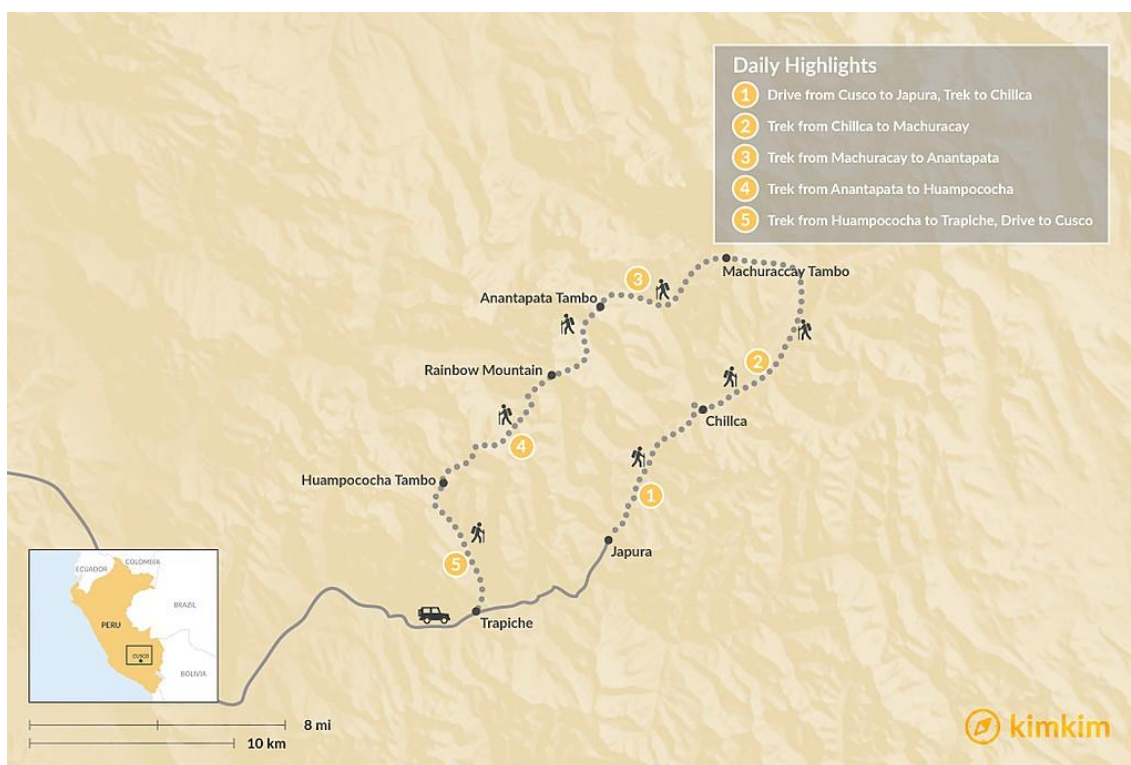 Daily Highlights
1 Drive from Cusco to Japura, Trek to Chillca
2 Trek from Chillca to Machuracay
3 Trek from Machuracay to Anantapata
4 Trek from Anantapata to Huampococha
5 Trek from Huampococha to Trapiche, Drive to Cusco
Machuraccay Tambo
3
Anantapata Tambo
2
Rainbow Mountain
Chillca
4
Huampococha Tambo
1
Japura
5
Trapiche
ECUADOR
COLOMBIA
BRAZIL
PERU
CUSCO
BOLIVIA
8 mi
10 km
kimkim